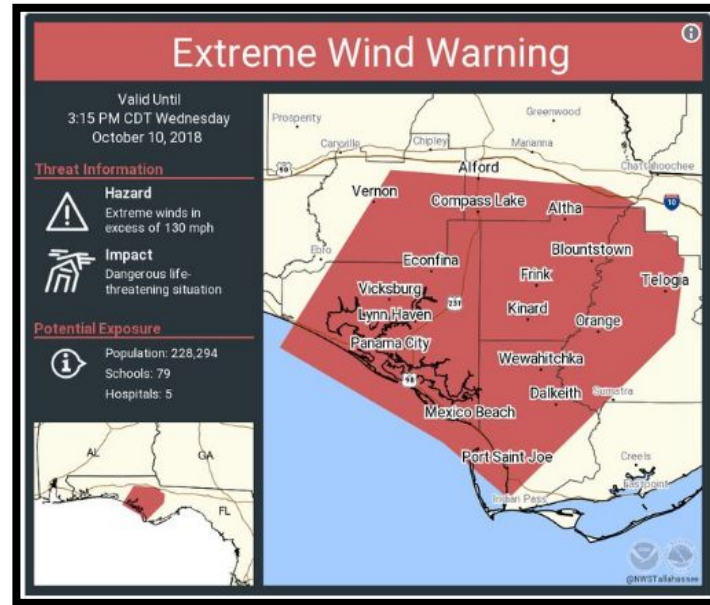 Extreme Wind Warning
Valid Until
3:15 PM CDT Wednesday
October 10, 2018
Threat Information
Hazard
Extreme winds in
excess of 130 mph
Impact
Dangerous life-
threatening situation
Potential Exposure
Population: 228,294
Schools: 79
Hospitals: 5
AL
GA
FL
Prosperity
Greenwood
Caryville
Chipley
Marianna
90
Alford
Chattahoochee
Vernon
Compass Lake
Altha
10
Ebro
Econfina
Blountstown
Frink
Telogia
Vicksburg
231
Lynn Haven
Kinard
Orange
Panama City
Wewahitchka
98
Dalkeith
Sumatra
Mexico Beach
Port Saint Joe
Creels
Eastpoint
Indian Pass
@NWSTallahassee